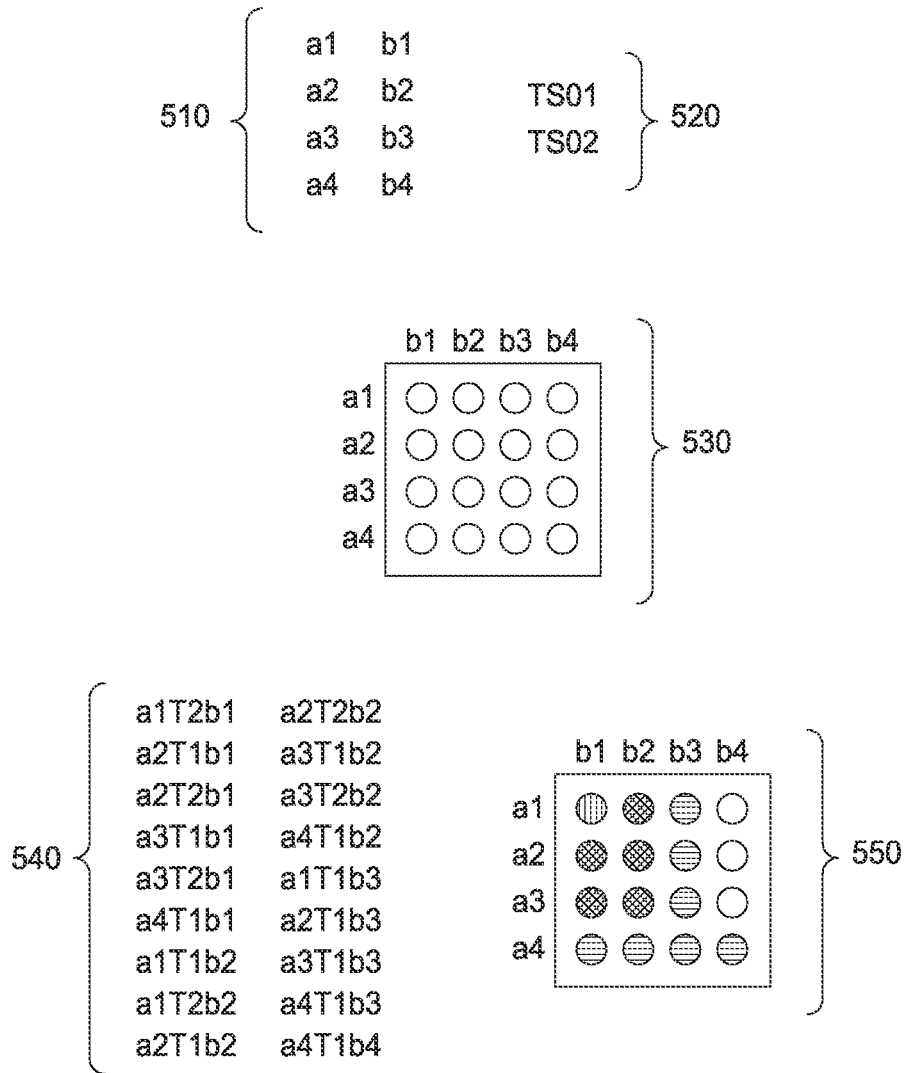 a1 b1
a2 b2 TS01
510 520
a3 b3 TS02
a4 b4
b1 b2 b3 b4
a1
a2
530
a3
a4
a1T2b1 a2T2b2
a2T1b1 a3T1b2
a2T2b1 a3T2b2
a3T1b1 a4T1b2
540
a3T2b1 a1T1b3
a4T1b1 a2T1b3
a1T1b2 a3T1b3
a1T2b2 a4T1b3
a2T1b2 a4T1b4
b1 b2 b3 b4
a1
a2
550
a3
a4